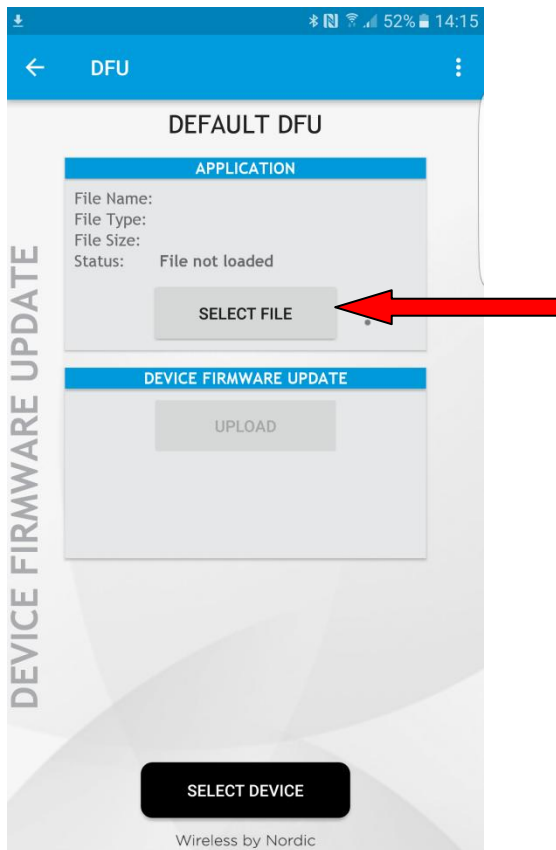 52% 14:15
DFU
DEFAULT DFU
APPLICATION
File Name:
File Type:
File Size:
Status: File not loaded
SELECT FILE
DEVICE FIRMWARE UPDATE
UPLOAD
DEVICE FIRMWARE UPDATE
SELECT DEVICE
Wireless by Nordic